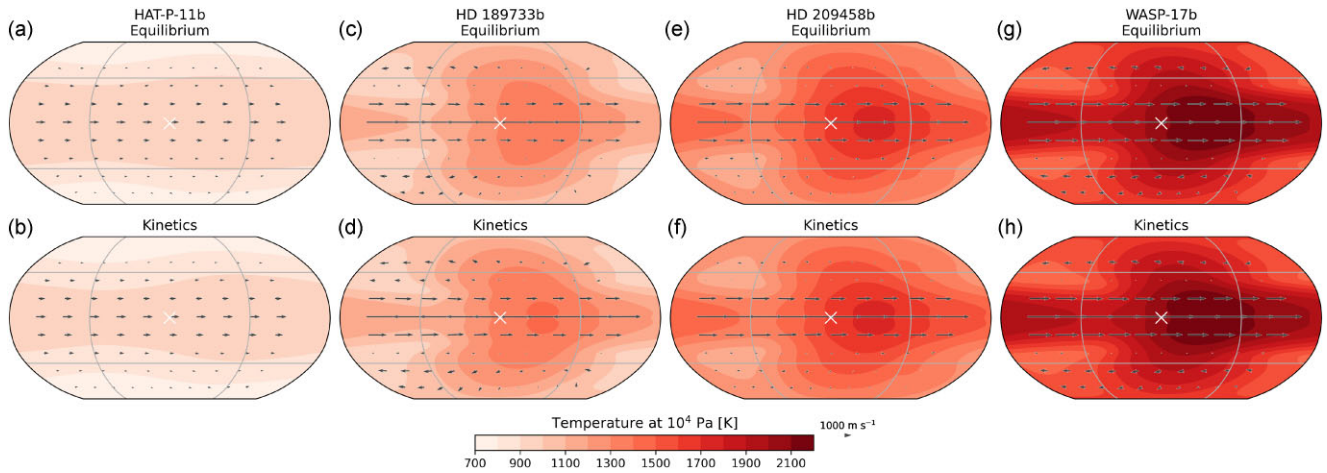 HAT-P-11b
(a) Equilibrium
HD 189733b
(c) Equilibrium
HD 209458b
(e) Equilibrium
WASP-17b
(g) Equilibrium
(b) Kinetics
(d) Kinetics
(f) Kinetics
(h) Kinetics
Temperature at 10⁴ Pa [K]
1000 m s⁻¹
700 900 1100 1300 1500 1700 1900 2100